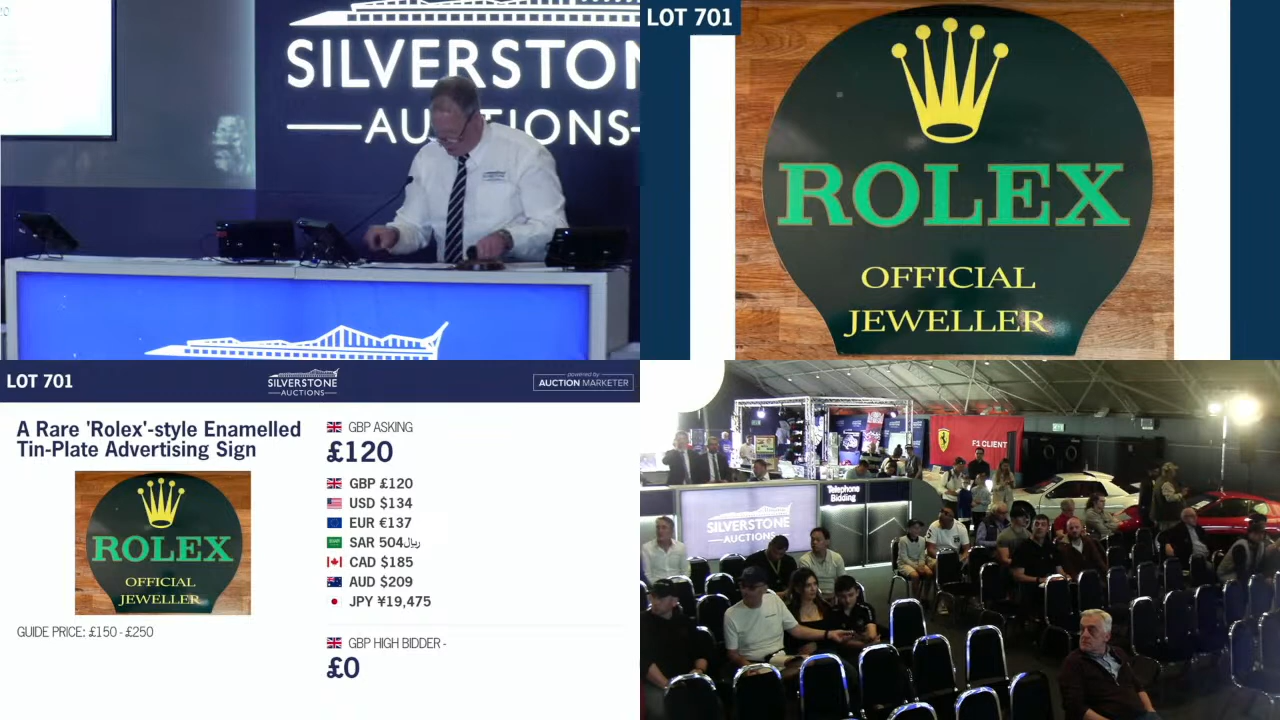 SILVERSTON
AUCTIONS
LOT 701
ROLEX
OFFICIAL
JEWELLER
LOT 701
SILVERSTONE
AUCTIONS
powered by
AUCTION MARKETER
A Rare 'Rolex'-style Enamelled
Tin-Plate Advertising Sign
ROLEX
OFFICIAL
JEWELLER
GUIDE PRICE: £150 - £250
GBP ASKING
£120
GBP £120
USD $134
EUR €137
SAR 504﷼
CAD $185
AUD $209
JPY ¥19,475
GBP HIGH BIDDER -
£0
F1 CLIENT
Telephone
Bidding
SILVERSTONE
AUCTIONS